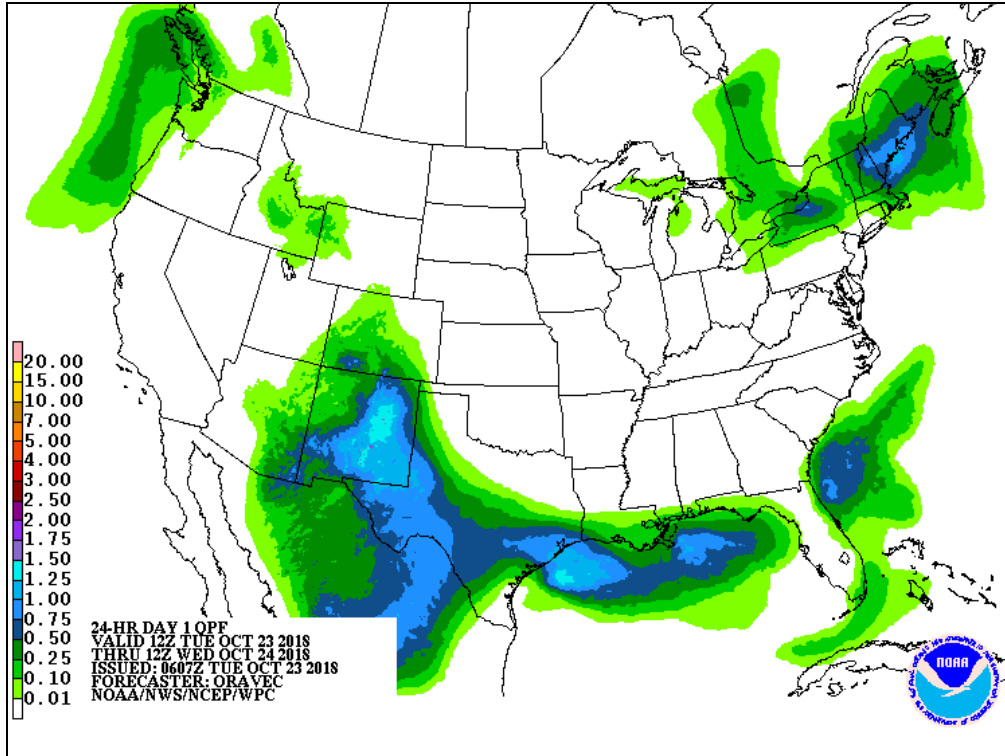 20.00
15.00
10.00
7.00
5.00
4.00
3.00
2.50
2.00
1.75
1.50
1.25
1.00
0.75
0.50
0.25
0.10
0.01
24-HR DAY 1 QPF
VALID 12Z TUE OCT 23 2018
THRU 12Z WED OCT 24 2018
ISSUED: 0607Z TUE OCT 23 2018
FORECASTER: ORAVEC
NOAA/NWS/NCEP/WPC
NOAA